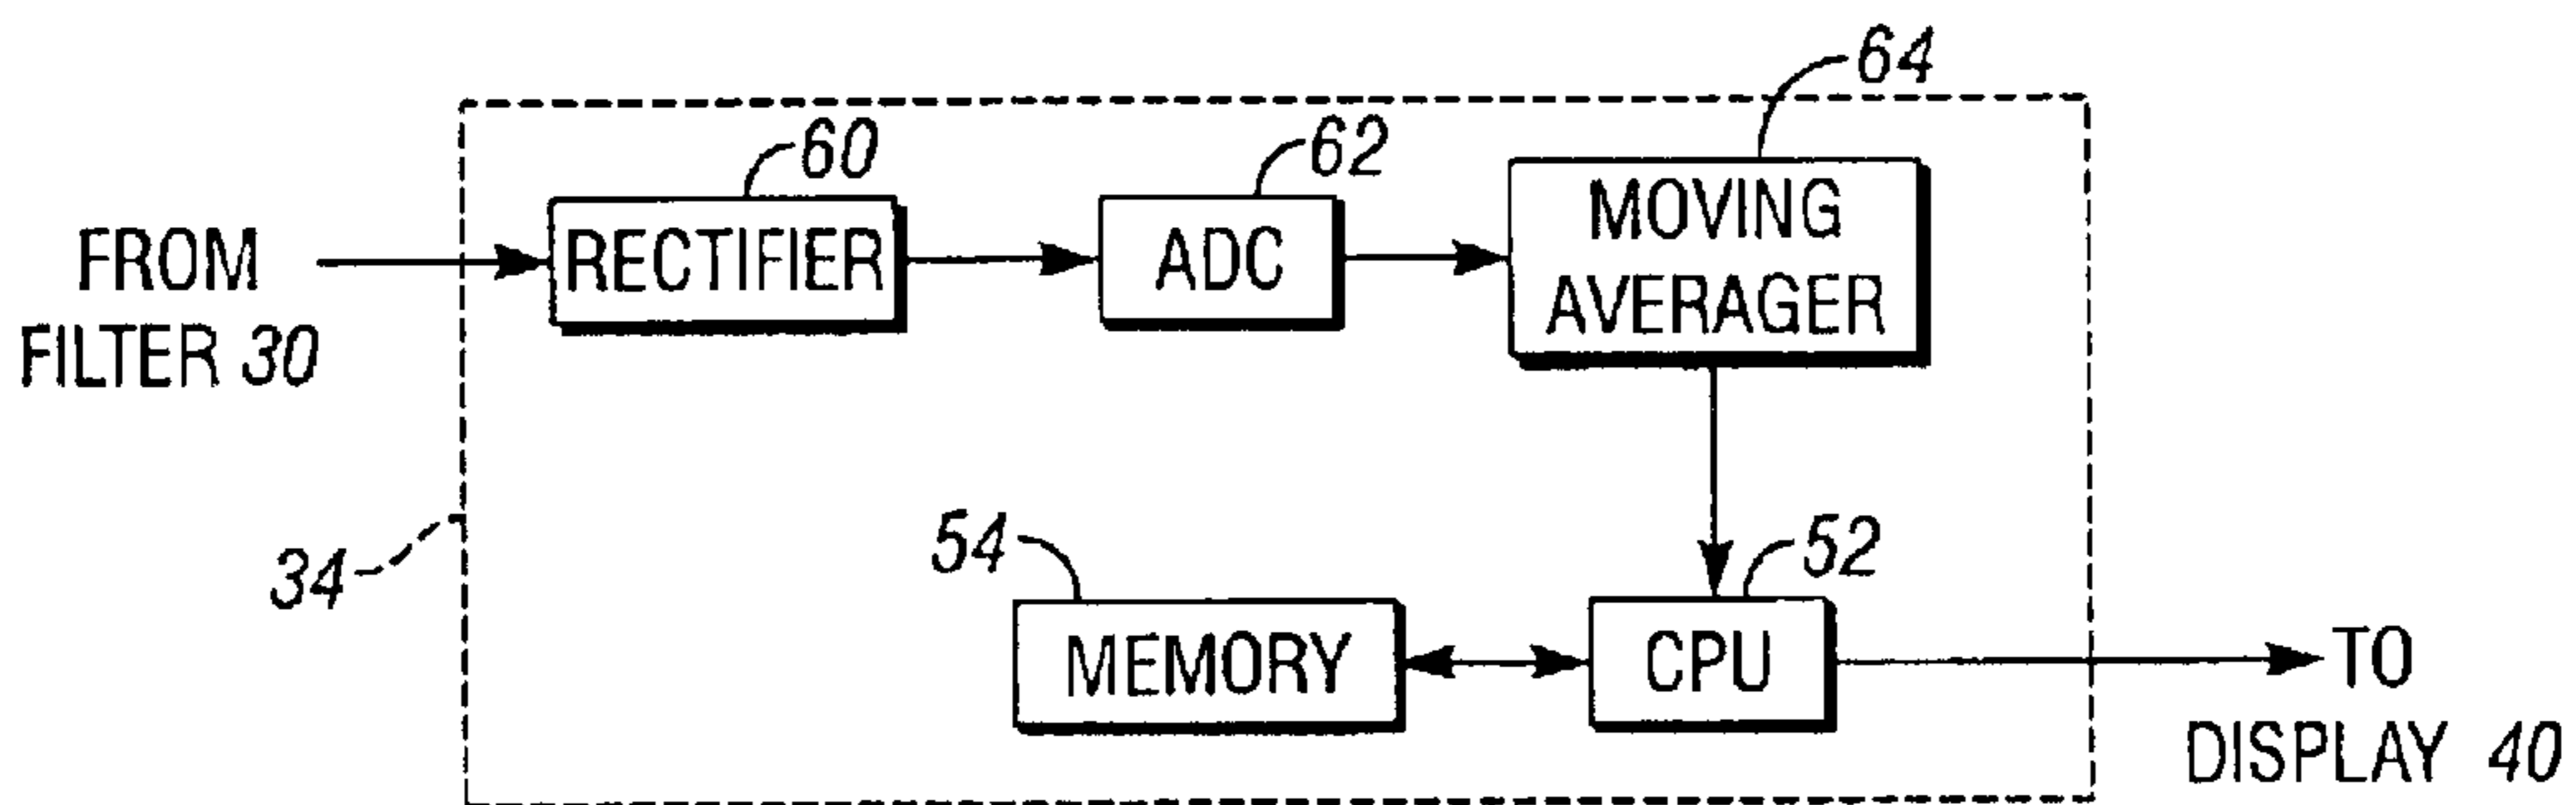 64
60
62
FROM
FILTER 30
RECTIFIER
ADC
MOVING
AVERAGER
34
54
52
MEMORY
CPU
TO
DISPLAY 40